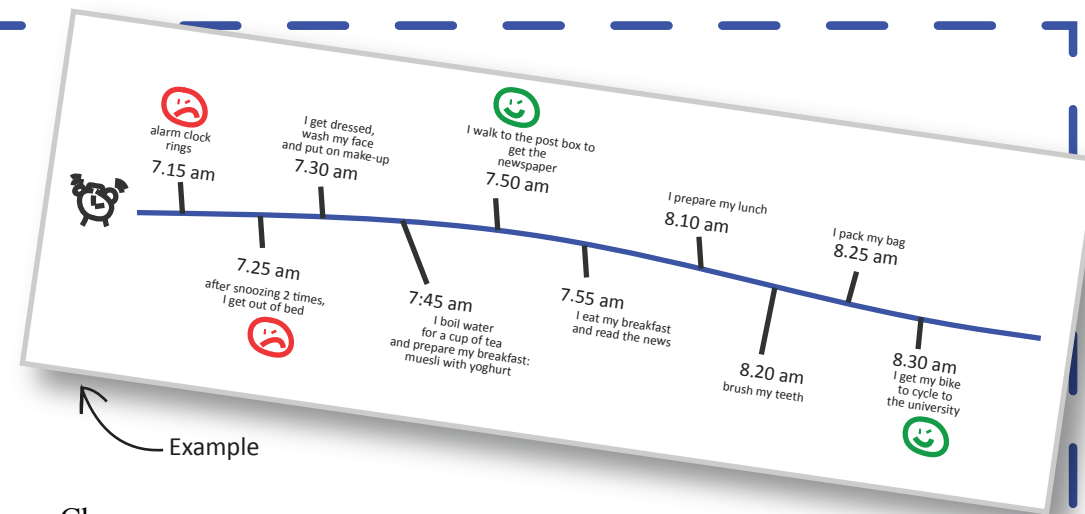 alarm clock
rings
7.15 am
7.25 am
after snoozing 2 times,
I get out of bed
I get dressed,
wash my face
and put on make-up
7.30 am
7:45 am
I boil water
for a cup of tea
and prepare my breakfast:
muesli with yoghurt
I walk to the post box to
get the
newspaper
7.50 am
7.55 am
I eat my breakfast
and read the news
I prepare my lunch
8.10 am
8.20 am
brush my teeth
I pack my bag
8.25 am
8.30 am
I get my bike
to cycle to
the university
Example